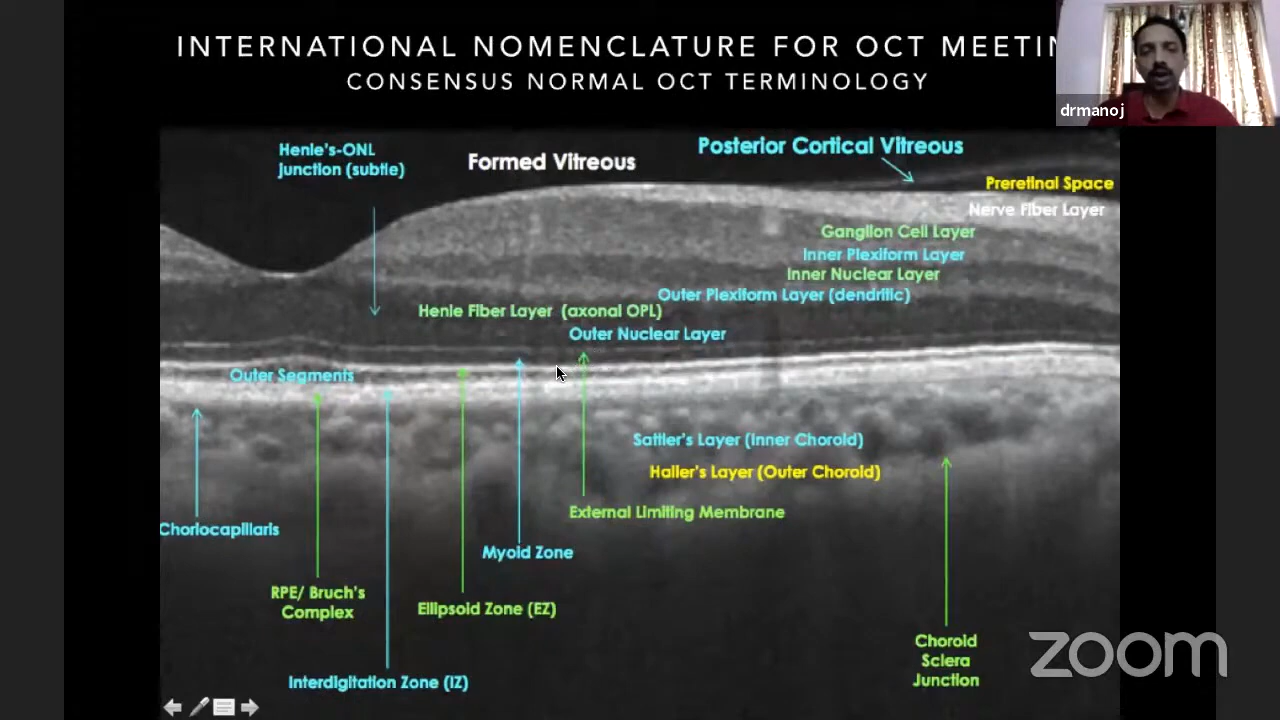 INTERNATIONAL NOMENCLATURE FOR OCT MEETIN
CONSENSUS NORMAL OCT TERMINOLOGY
drmanoj
Henle's-ONL
Junction (subtle)
Formed Vitreous
Posterior Cortical Vitreous
Preretinal Space
Nerve Fiber Layer
Ganglion Cell Layer
Inner Plexiform Layer
Inner Nuclear Layer
Outer Plexiform Layer (dendritic)
Henle Fiber Layer (axonal OPL)
Outer Nuclear Layer
Outer Segments
Sattler's Layer (Inner Choroid)
Haller's Layer (Outer Choroid)
External Limiting Membrane
Choriocapillaris
Myoid Zone
RPE/ Bruch's
Complex
Ellipsoid Zone (EZ)
Choroid
Sclera
Junction
Interdigitation Zone (IZ)
zoom